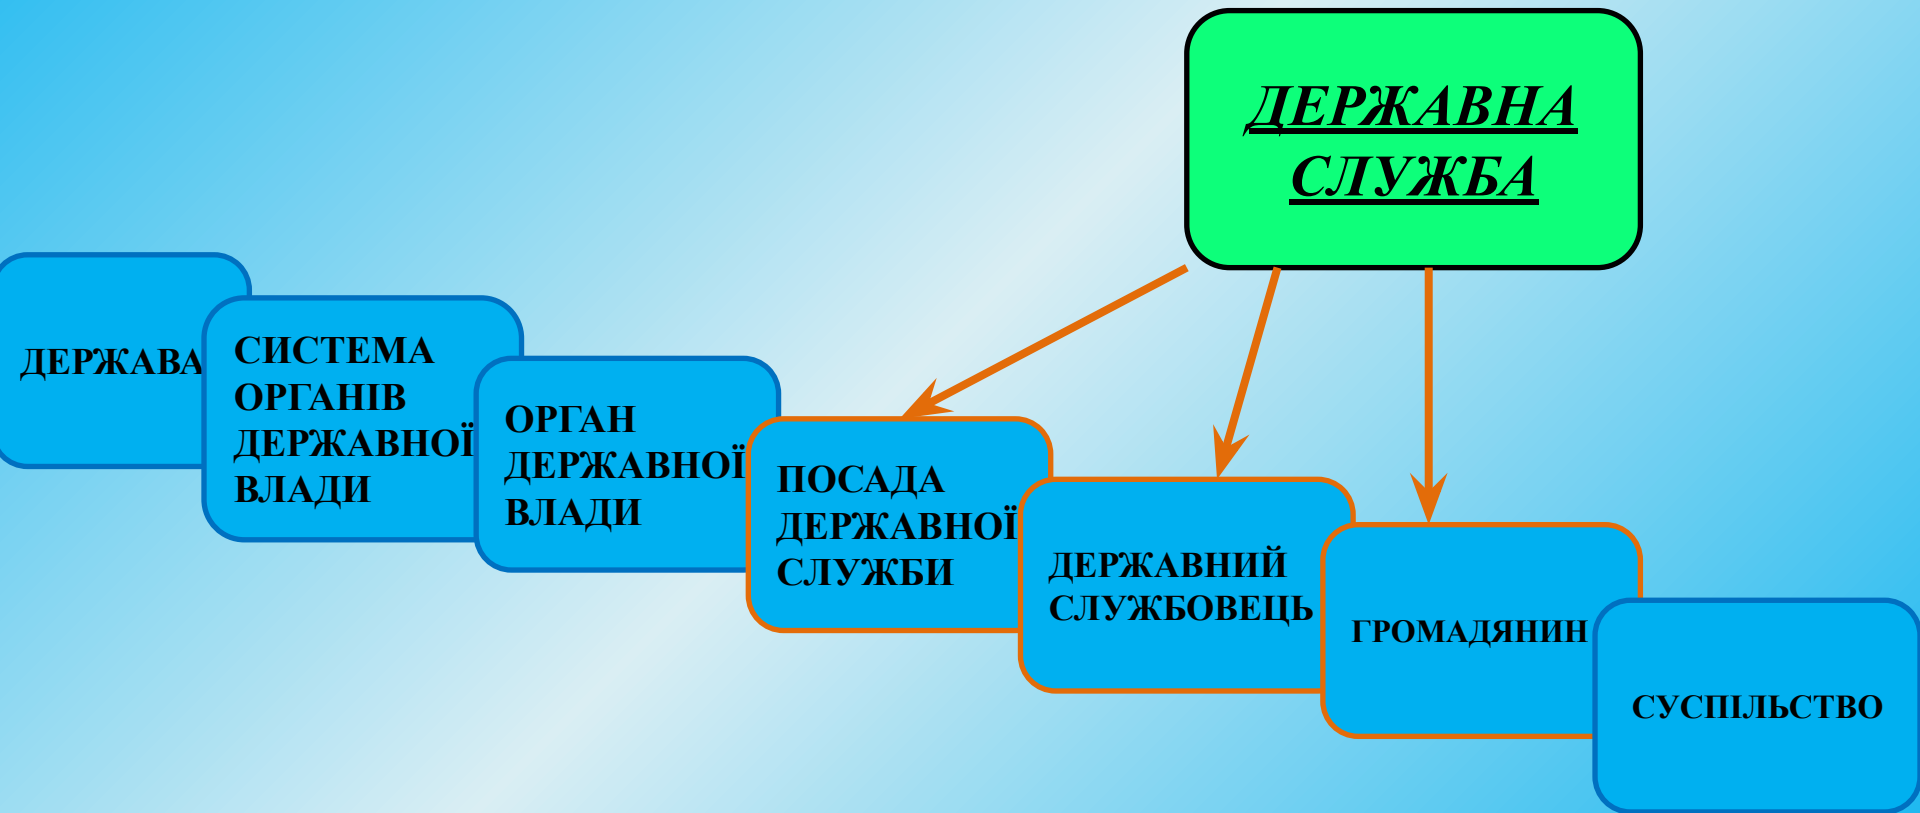 ДЕРЖАВНА
СЛУЖБА
ДЕРЖАВА
СИСТЕМА
ОРГАНІВ
ДЕРЖАВНОЇ
ВЛАДИ
ОРГАН
ДЕРЖАВНОЇ
ВЛАДИ
ПОСАДА
ДЕРЖАВНОЇ
СЛУЖБИ
ДЕРЖАВНИЙ
СЛУЖБОВЕЦЬ
ГРОМАДЯНИН
СУСПІЛЬСТВО